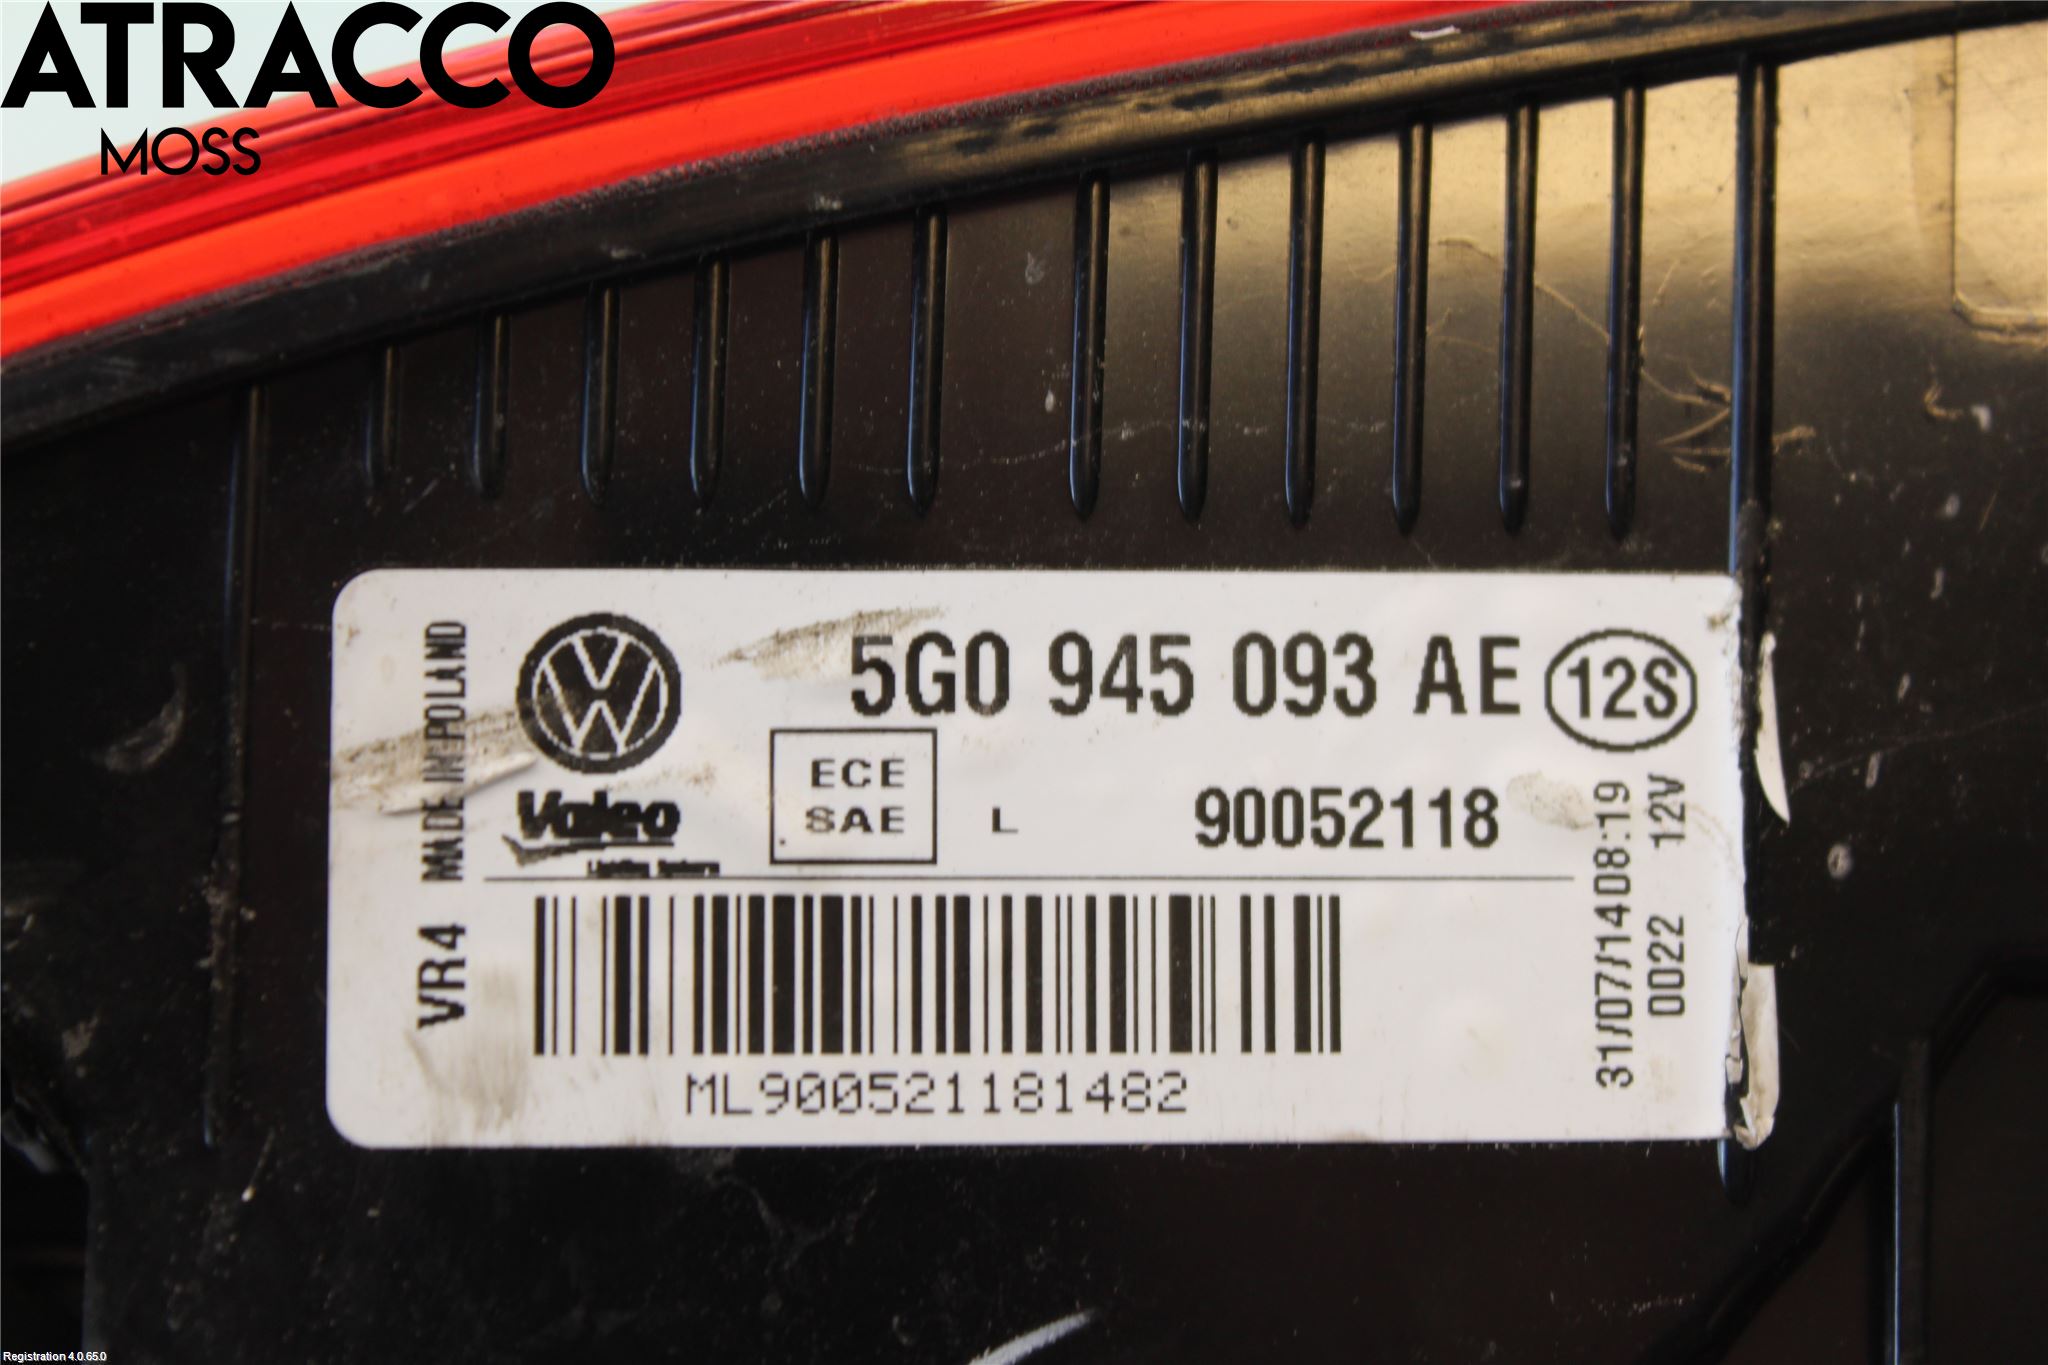 ATRACCO
MOSS
MADE IN POLAND
VR4
5G0 945 093 AE 12S
Valeo
ECE
SAE
L
90052118
ML900521181482
31/07/14 08:19
0022 12V
Registration 4.0.65.0